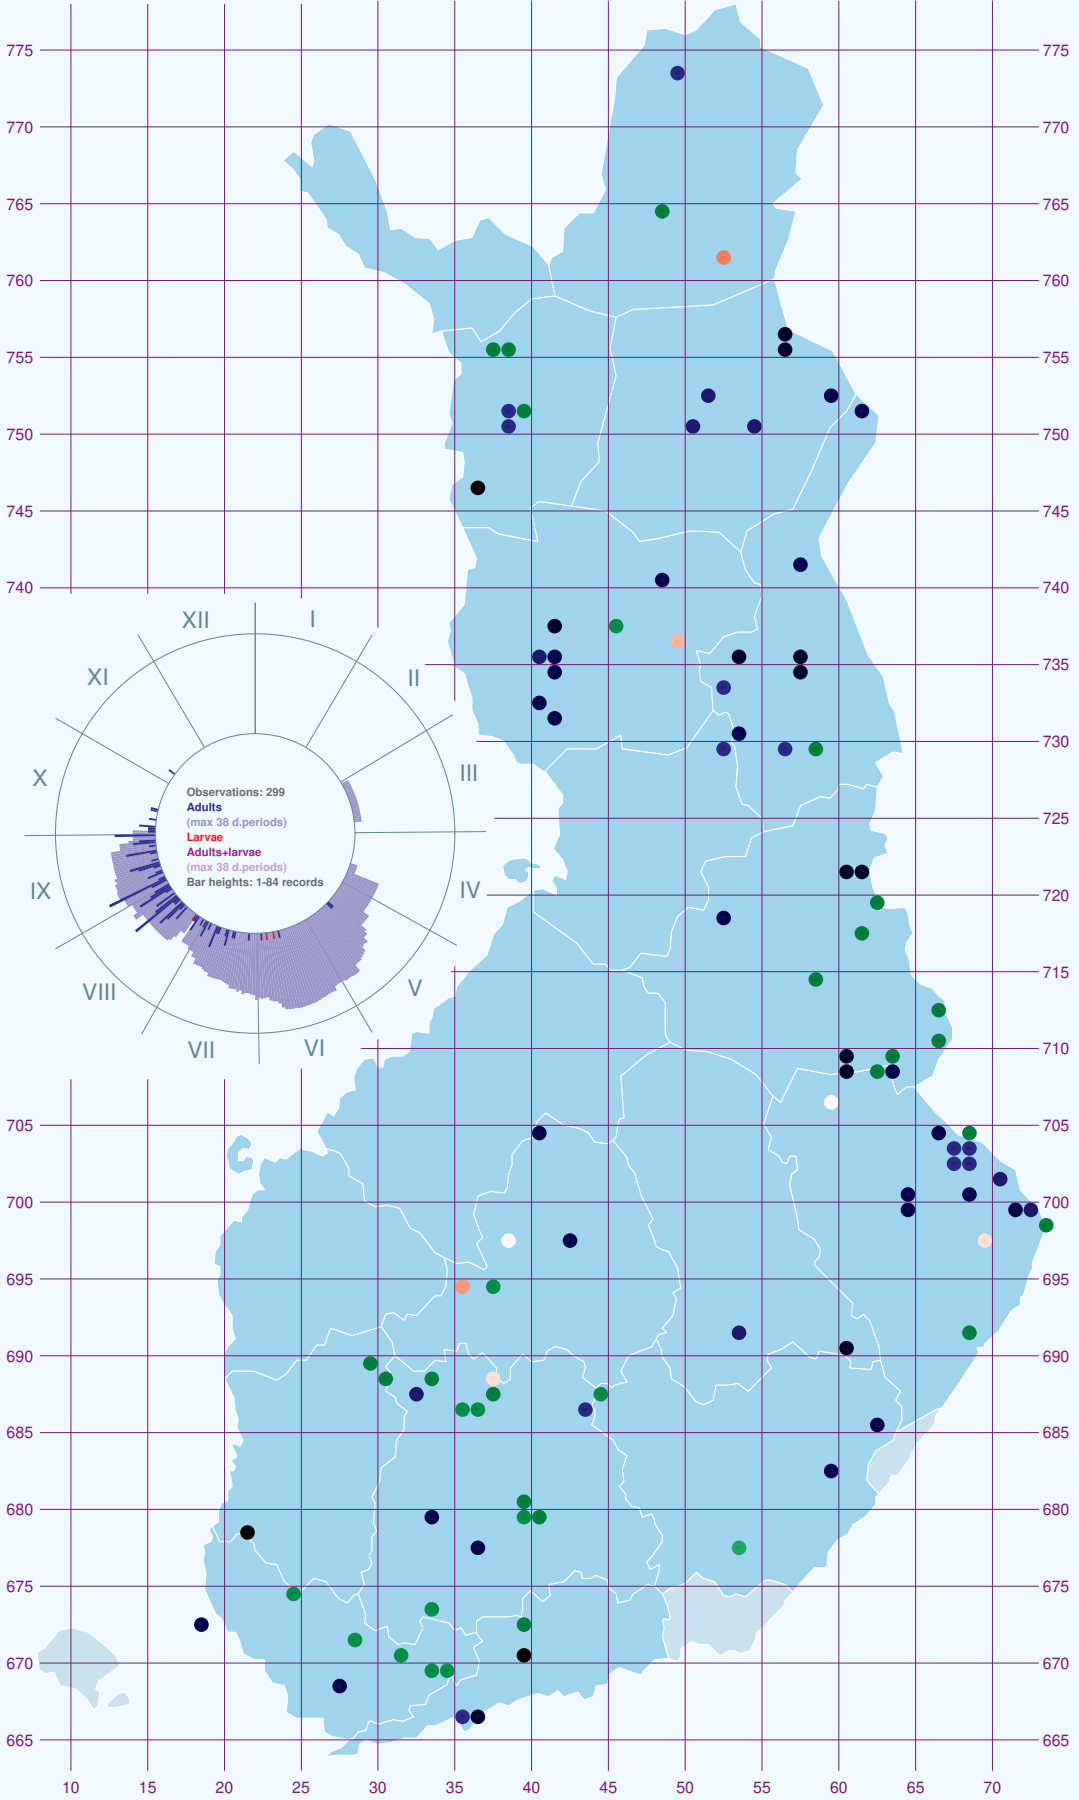 775 775
770 770
765 765
760 760
755 755
750 750
745 745
740 740
XII I
XI II
735
730 730
X III
Observations: 299
Adults
(max 38 d.periods)
Larvae
Adults+larvae
(max 38 d.periods)
Bar heights: 1-84 records
725
IX IV
720
715
VIII V
VII VI
710
705 705
700 700
695 695
690 690
685 685
680 680
675 675
670 670
665 665
10 15 20 25 30 35 40 45 50 55 60 65 70